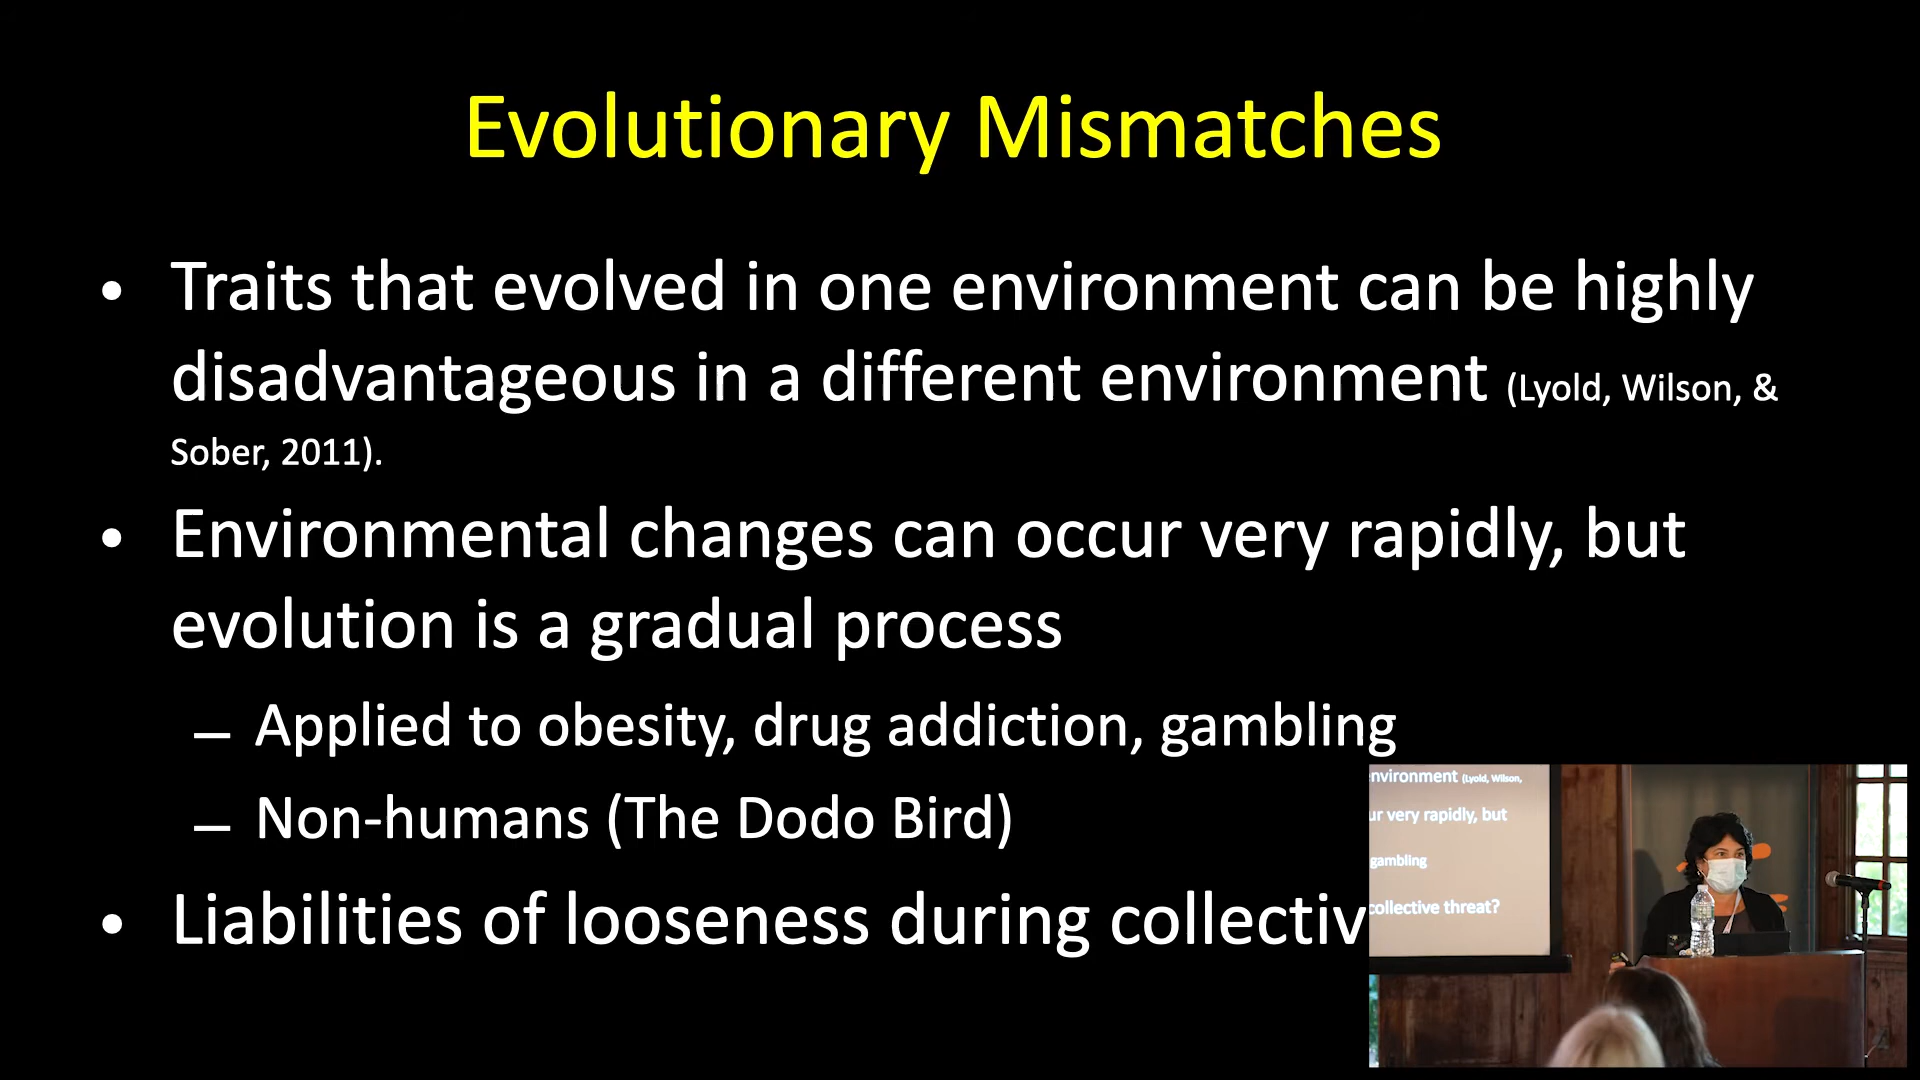 Evolutionary Mismatches
• Traits that evolved in one environment can be highly
disadvantageous in a different environment (Lyold, Wilson, &
Sober, 2011).
• Environmental changes can occur very rapidly, but
evolution is a gradual process
– Applied to obesity, drug addiction, gambling
– Non-humans (The Dodo Bird)
• Liabilities of looseness during collectiv
nvironment (Lyold, Wilson,
ur very rapidly, but
gambling
collective threat?